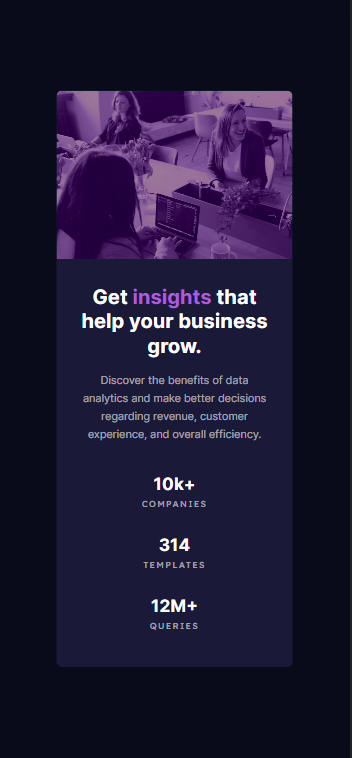 Get insights that
help your business
grow.
Discover the benefits of data
analytics and make better decisions
regarding revenue, customer
experience, and overall efficiency.
10k+
COMPANIES
314
TEMPLATES
12M+
QUERIES